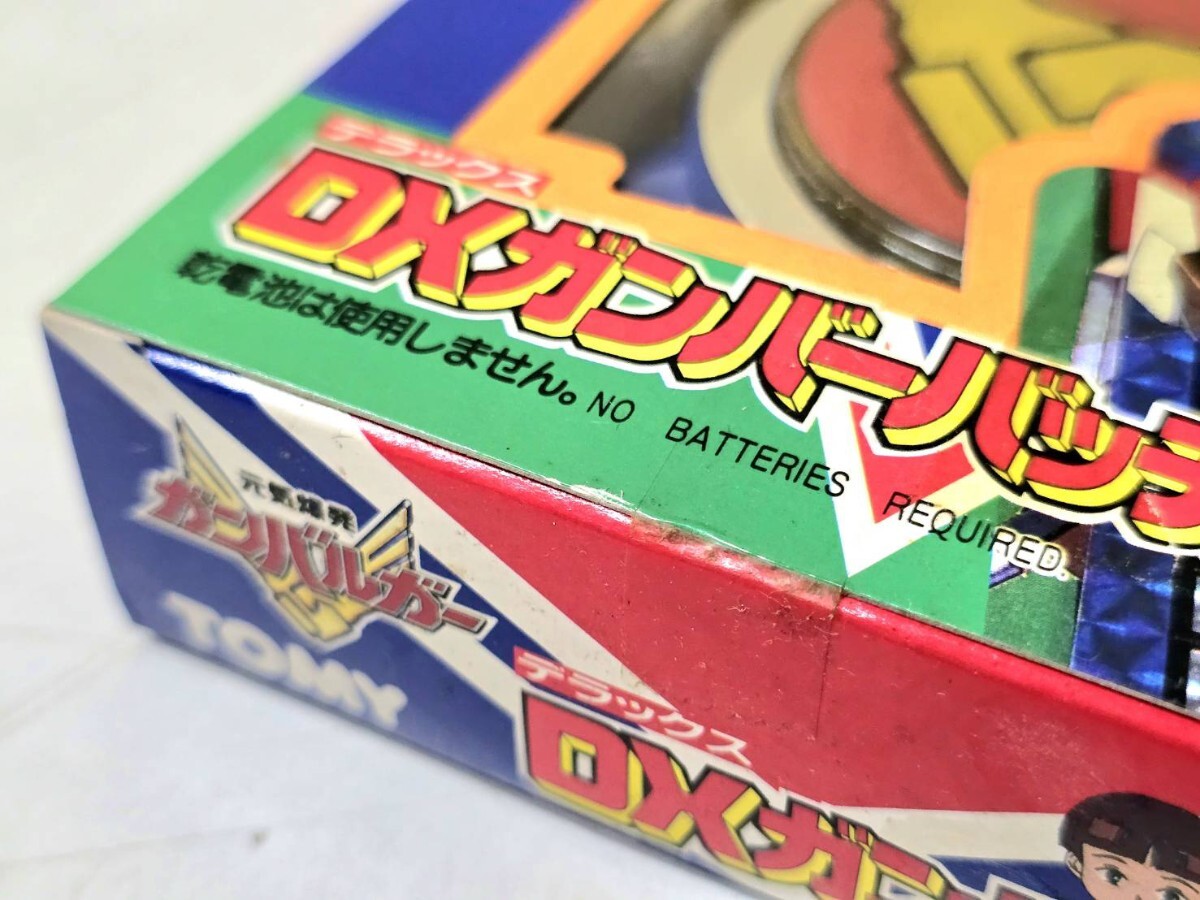 デラックス
DXガンバーバッヂ
乾電池は使用しません。NO BATTERIES REQUIRED.
元気爆発
ガンバルガー
TOMY
デラックス
DXガン